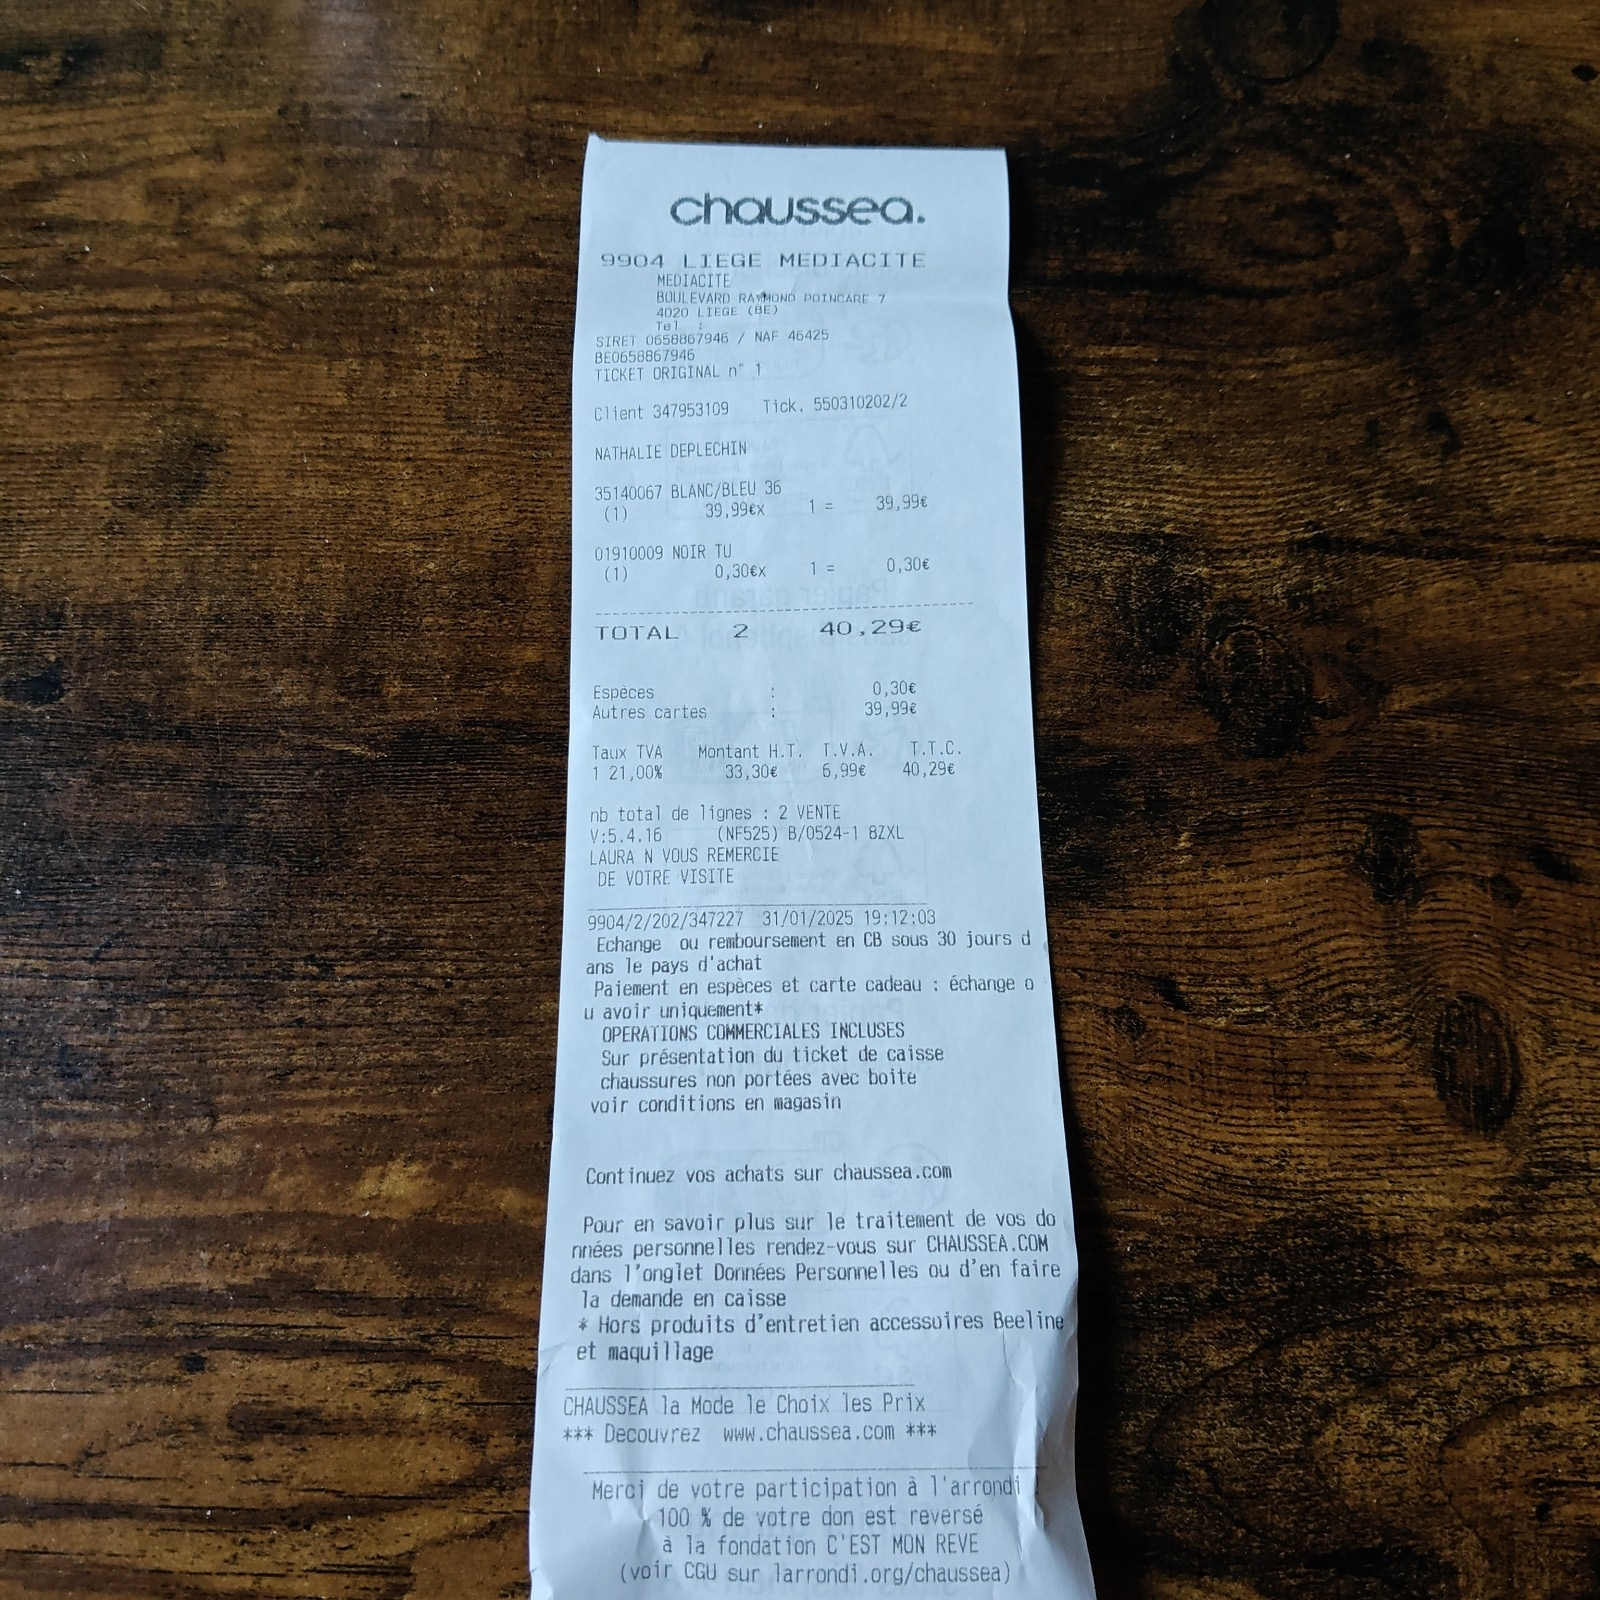 chaussea.
9904 LIEGE MEDIACITE
MEDIACITE
BOULEVARD RAYMOND POINCARE 7
4020 LIEGE (BE)
Tel :
SIRET 0658867946 / NAF 46425
BE0658867946
TICKET ORIGINAL n° 1
Client 347953109 Tick. 550310202/2
NATHALIE DEPLECHIN
35140067 BLANC/BLEU 36
(1) 39,99€x 1 = 39,99€
01910009 NOIR TU
(1) 0,30€x 1 = 0,30€
TOTAL 2 40,29€
Espèces : 0,30€
Autres cartes : 39,99€
Taux TVA Montant H.T. T.V.A. T.T.C.
1 21,00% 33,30€ 6,99€ 40,29€
nb total de lignes : 2 VENTE
V:5.4.16 (NF525) B/0524-1 8ZXL
LAURA N VOUS REMERCIE
DE VOTRE VISITE
9904/2/202/347227 31/01/2025 19:12:03
Echange ou remboursement en CB sous 30 jours d
ans le pays d'achat
Paiement en espèces et carte cadeau : échange o
u avoir uniquement*
OPERATIONS COMMERCIALES INCLUSES
Sur présentation du ticket de caisse
chaussures non portées avec boite
voir conditions en magasin
Continuez vos achats sur chaussea.com
Pour en savoir plus sur le traitement de vos do
nnées personnelles rendez-vous sur CHAUSSEA.COM
dans l'onglet Données Personnelles ou d'en faire
la demande en caisse
* Hors produits d'entretien accessoires Beeline
et maquillage
CHAUSSEA la Mode le Choix les Prix
*** Decouvrez www.chaussea.com ***
Merci de votre participation à l'arrondi !
100 % de votre don est reversé
à la fondation C'EST MON REVE
(voir CGU sur larrondi.org/chaussea)